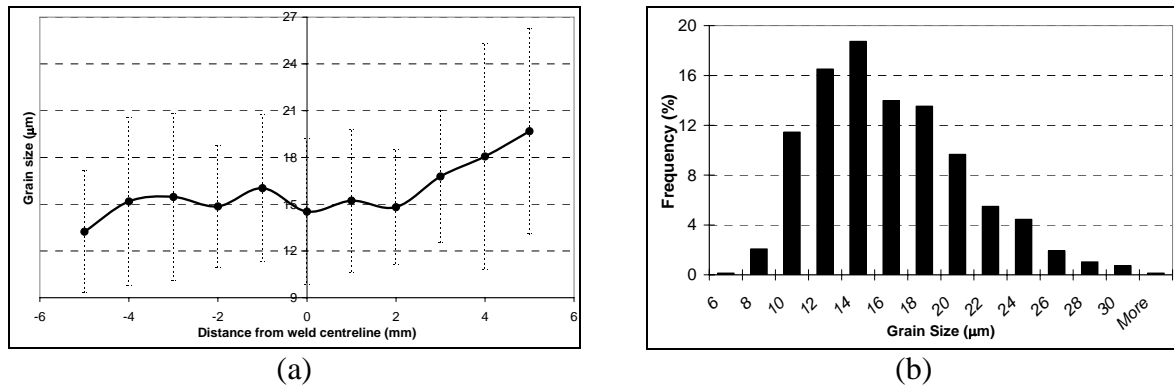 27
24
21
18
15
12
9
Grain size (μm)
-6 -4 -2 0 2 4 6
Distance from weld centreline (mm)
(a)
20
16
12
8
4
0
Frequency (%)
6 8 10 12 14 16 18 20 22 24 26 28 30 More
Grain Size (μm)
(b)